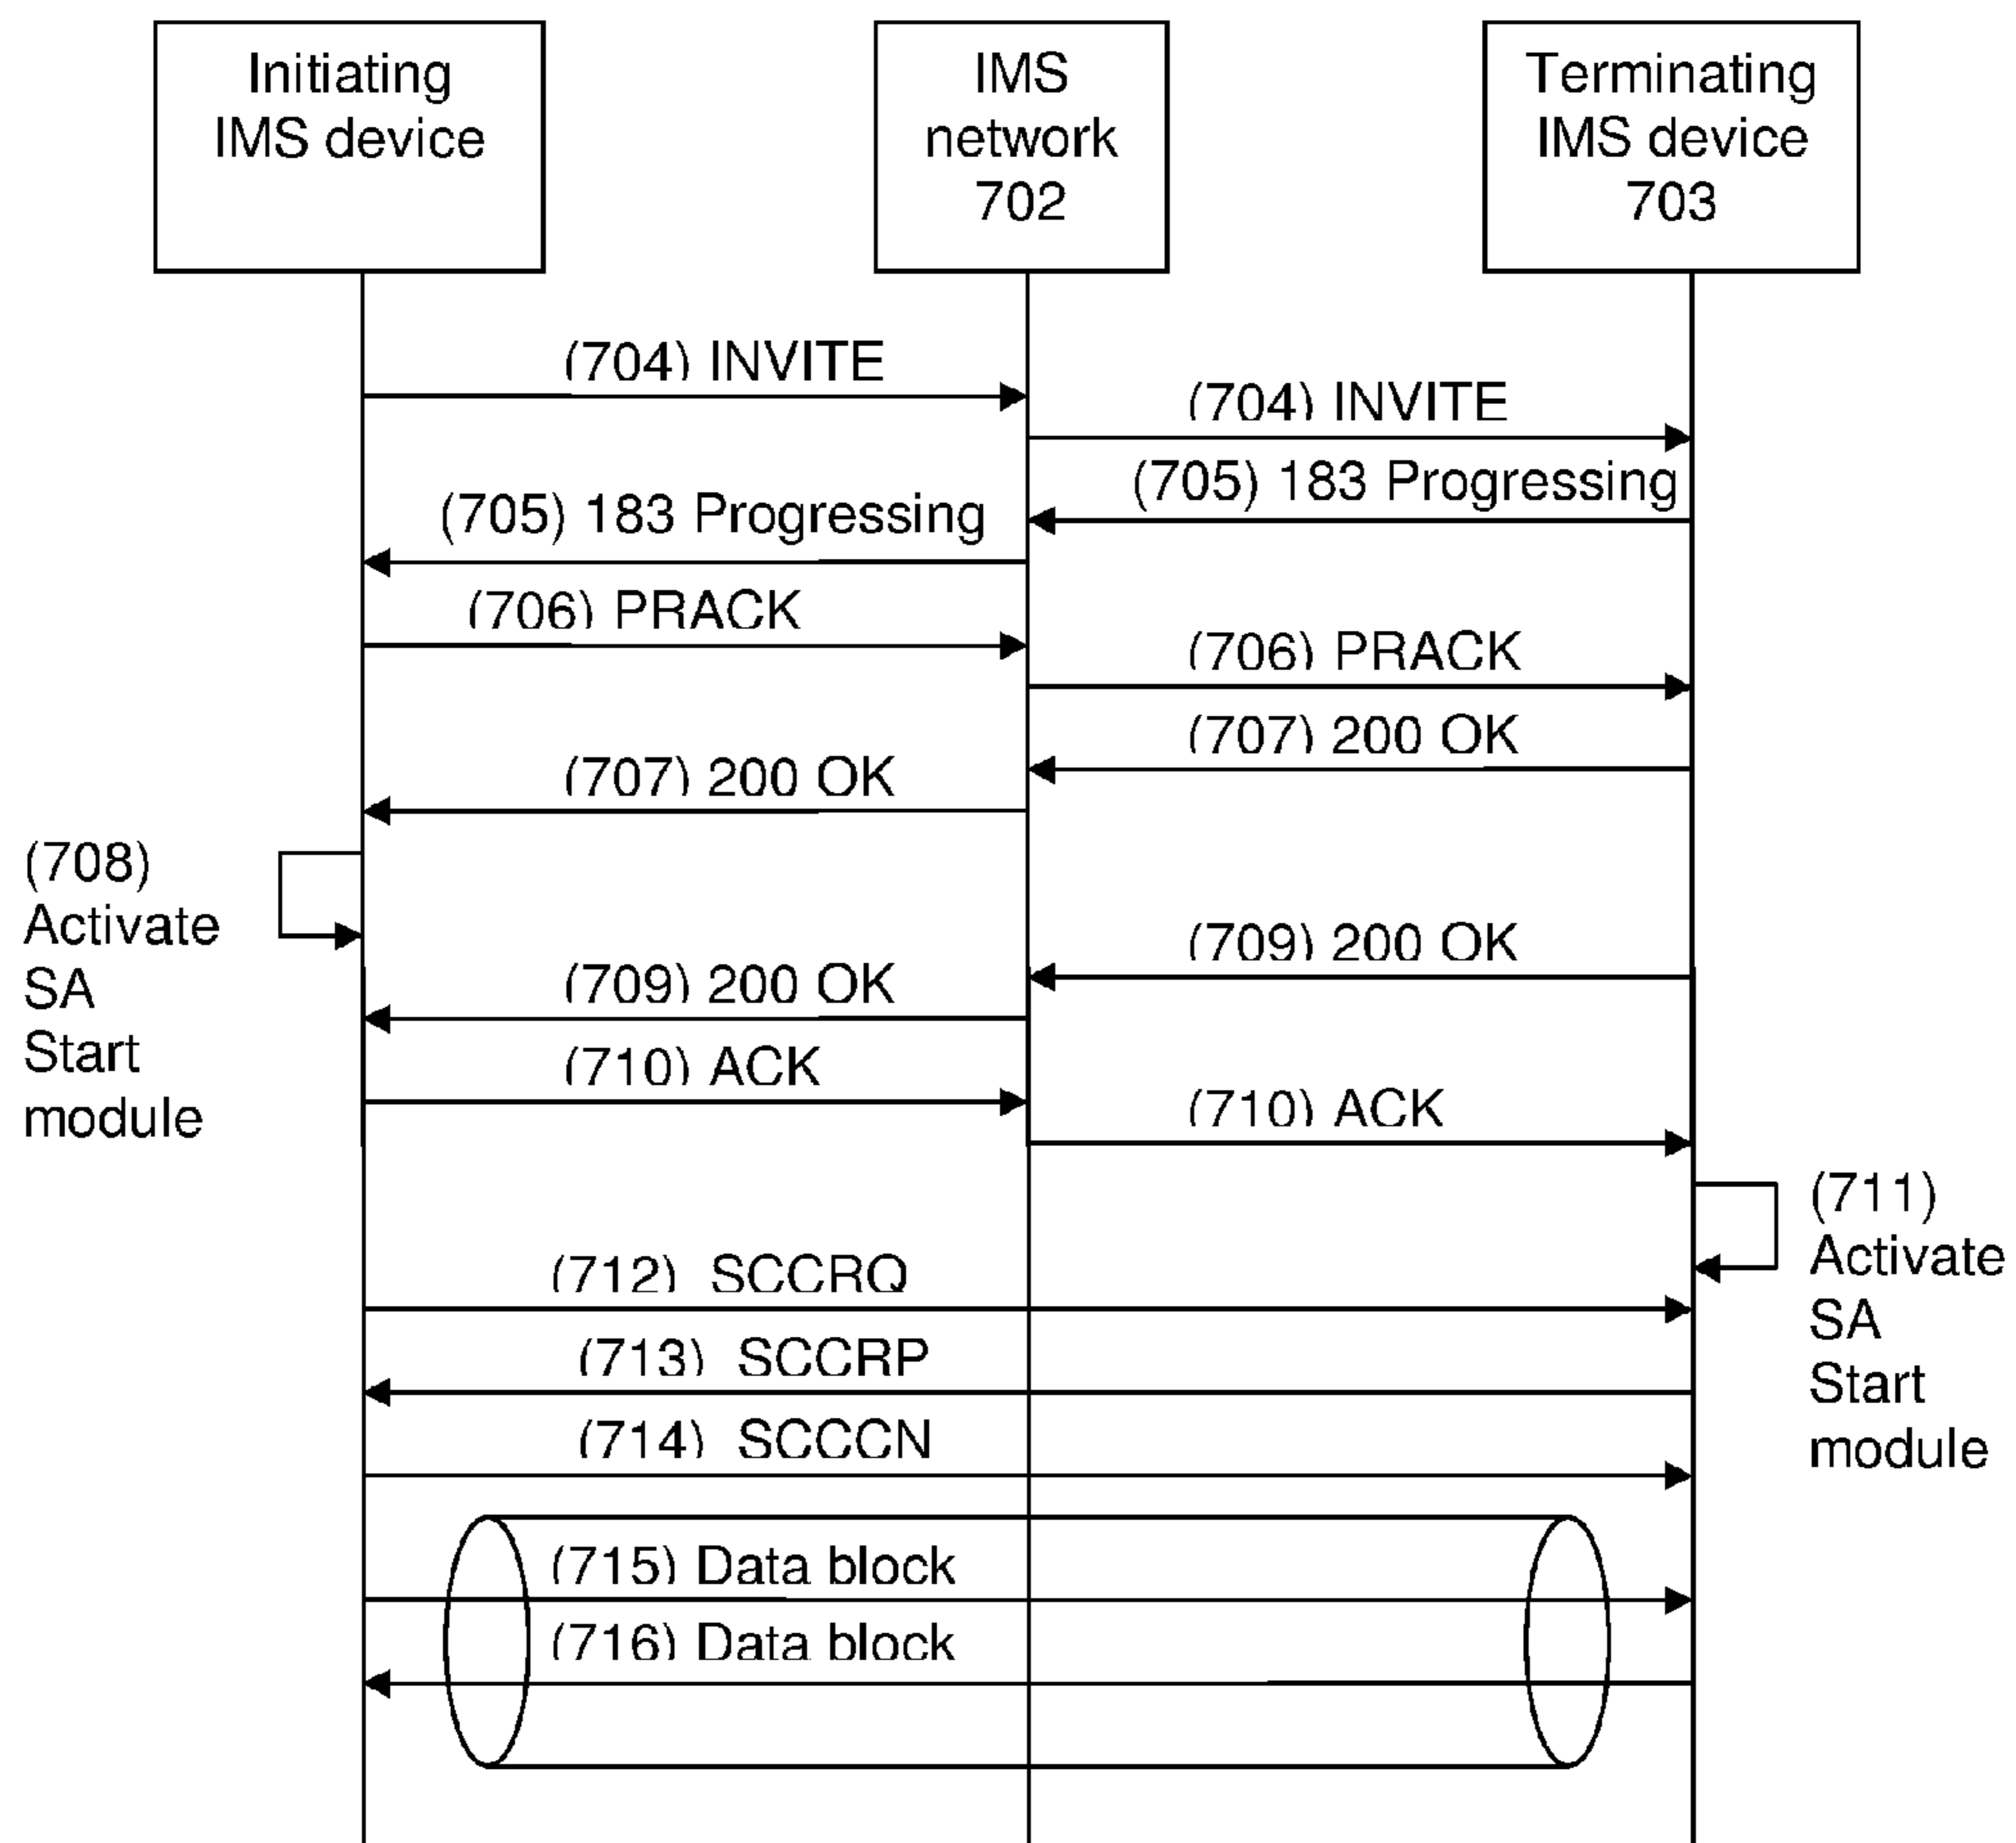 Initiating
IMS device
IMS
network
702
Terminating
IMS device
703
(704) INVITE
(704) INVITE
(705) 183 Progressing
(705) 183 Progressing
(706) PRACK
(706) PRACK
(707) 200 OK
(707) 200 OK
(708)
Activate
SA
Start
module
(709) 200 OK
(709) 200 OK
(710) ACK
(710) ACK
(711)
Activate
SA
Start
module
(712) SCCRQ
(713) SCCRP
(714) SCCCN
(715) Data block
(716) Data block